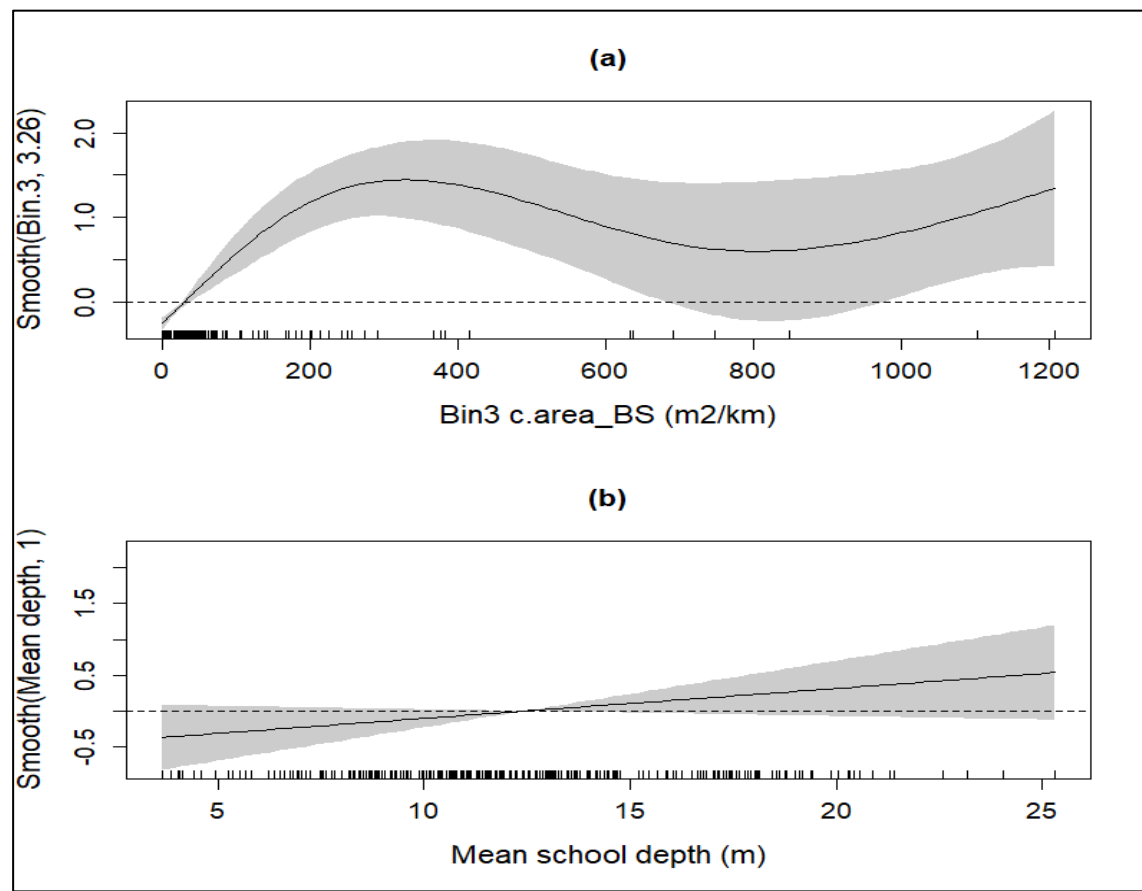 (a)
Smooth(Bin.3, 3.26)
2.0
1.0
0.0
0 200 400 600 800 1000 1200
Bin3 c.area_BS (m2/km)
(b)
Smooth(Mean depth, 1)
1.5
0.5
-0.5
5 10 15 20 25
Mean school depth (m)